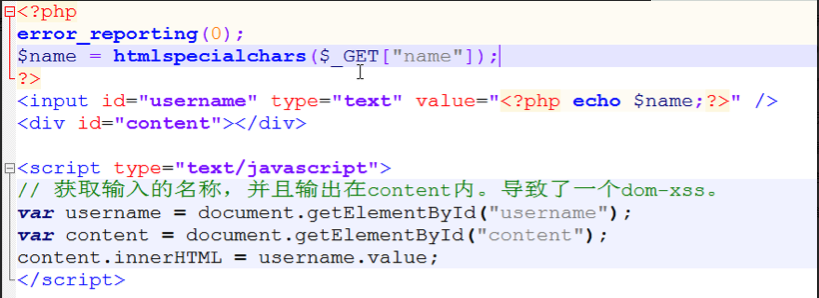 <?php
error_reporting(0);
$name = htmlspecialchars($_GET["name"]);
?>
<input id="username" type="text" value="<?php echo $name;?>" />
<div id="content"></div>
<script type="text/javascript">
// 获取输入的名称，并且输出在content内。导致了一个dom-xss。
var username = document.getElementById("username");
var content = document.getElementById("content");
content.innerHTML = username.value;
</script>